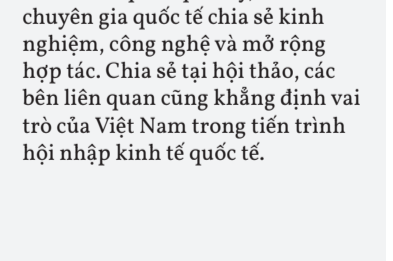 chuyên gia quốc tế chia sẻ kinh
nghiệm, công nghệ và mở rộng
hợp tác. Chia sẻ tại hội thảo, các
bên liên quan cũng khẳng định vai
trò của Việt Nam trong tiến trình
hội nhập kinh tế quốc tế.